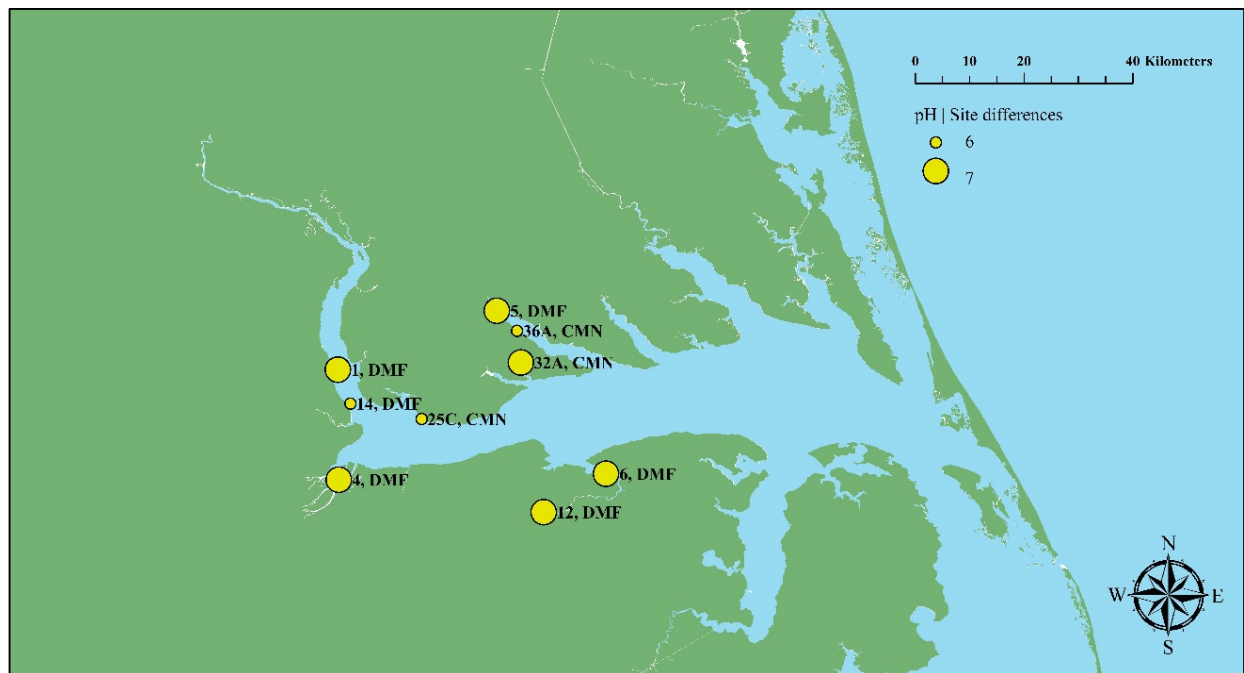 0 10 20 40 Kilometers
pH | Site differences
6
7
5, DMF
36A, CMN
32A, CMN
1, DMF
14, DMF
25C, CMN
4, DMF
6, DMF
12, DMF
N
W E
S